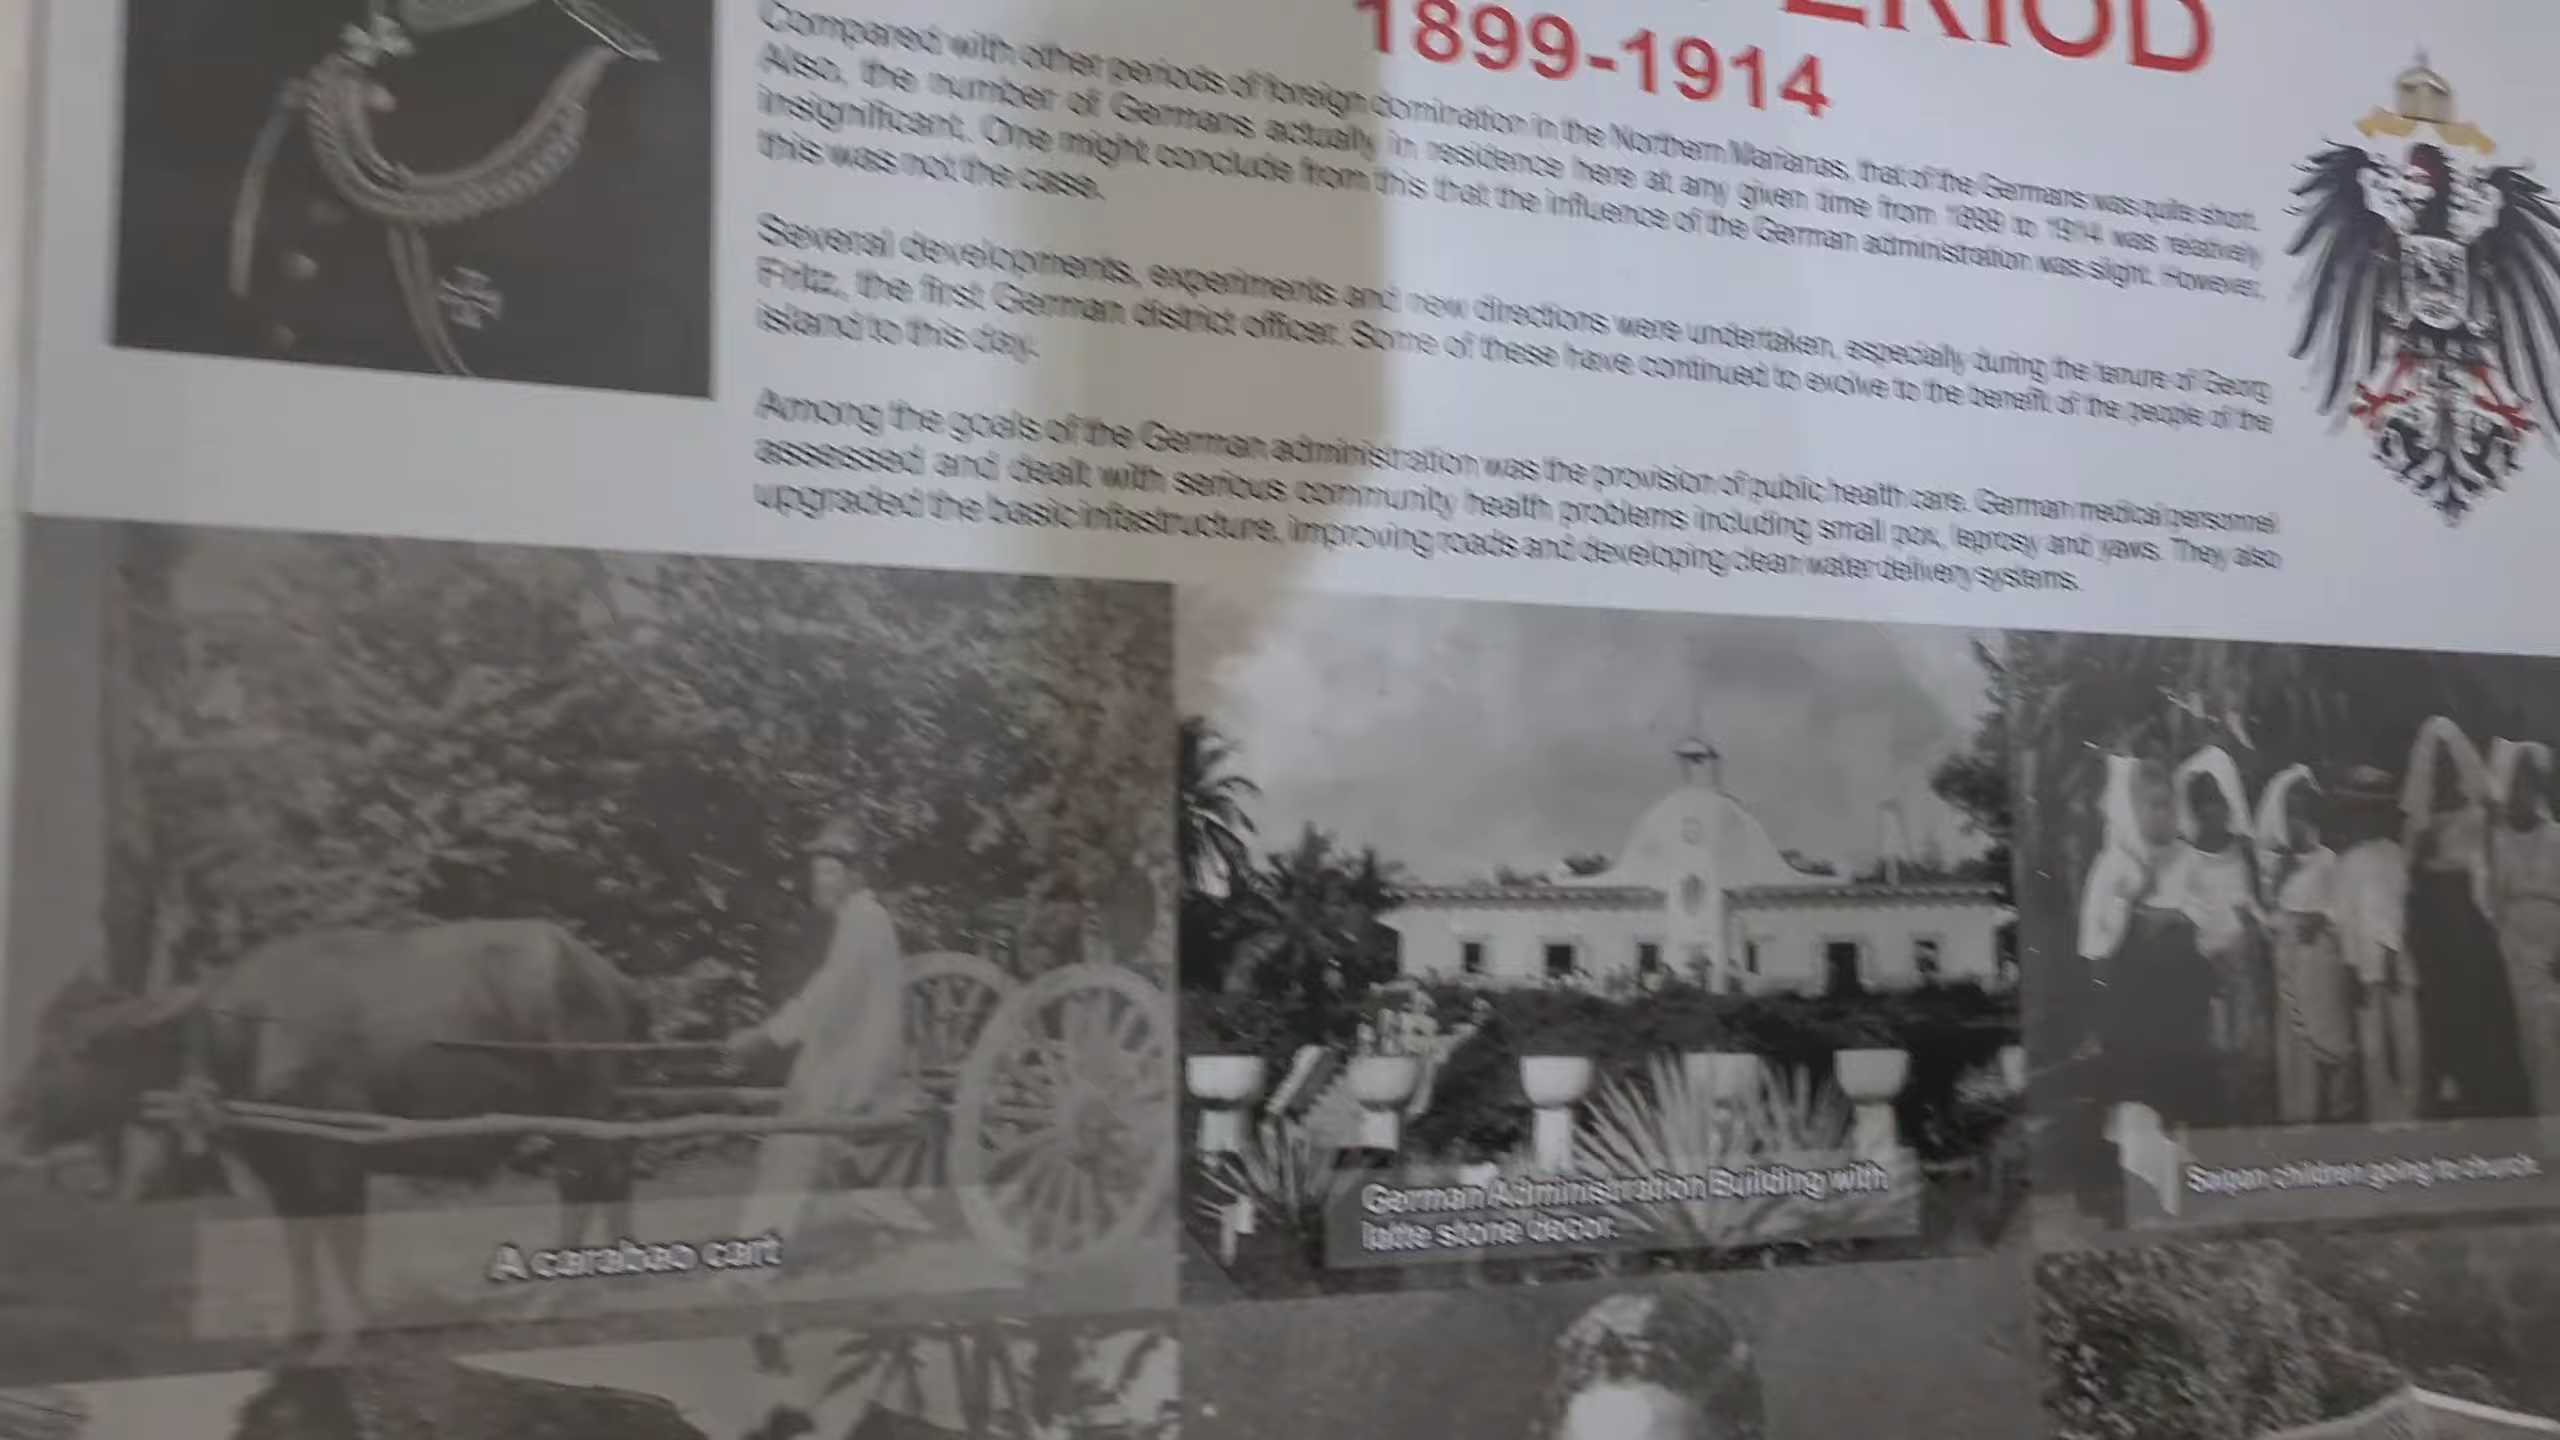 PERIOD
1899-1914
Compared with other periods of foreign domination in the Northern Marianas, that of the Germans was quite short.
Also, the number of Germans actually in residence here at any given time from 1899 to 1914 was relatively
insignificant. One might conclude from this that the influence of the German administration was slight. However,
this was not the case.
Several developments, experiments and new directions were undertaken, especially during the tenure of Georg
Fritz, the first German district officer. Some of these have continued to evolve to the benefit of the people of the
island to this day.
Among the goals of the German administration was the provision of public health care. German medical personnel
assessed and dealt with serious community health problems including small pox, leprosy and yaws. They also
upgraded the basic infastructure, improving roads and developing clean water delivery systems.
A carabao cart
German Administration Building with
latte stone decor.
Saipan children going to church.